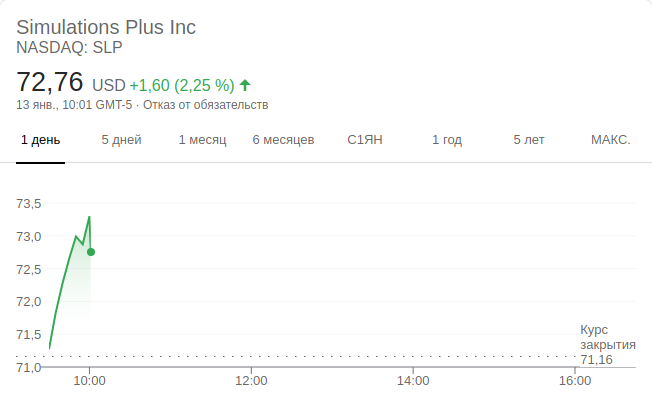 Simulations Plus Inc
NASDAQ: SLP
72,76 USD +1,60 (2,25 %)
13 янв., 10:01 GMT-5 · Отказ от обязательств
1 день 5 дней 1 месяц 6 месяцев С1ЯН 1 год 5 лет МАКС.
73,5
73,0
72,5
72,0
71,5
71,0
Курс
закрытия
71,16
10:00 12:00 14:00 16:00